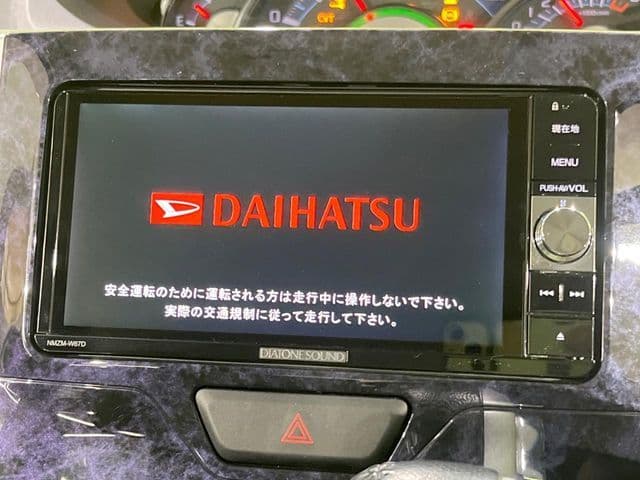 E
CVT
現在地
MENU
PUSH-AV VOL
DAIHATSU
安全運転のために運転される方は走行中に操作しないで下さい。
実際の交通規制に従って走行して下さい。
NMZM-W67D
DIATONE SOUND